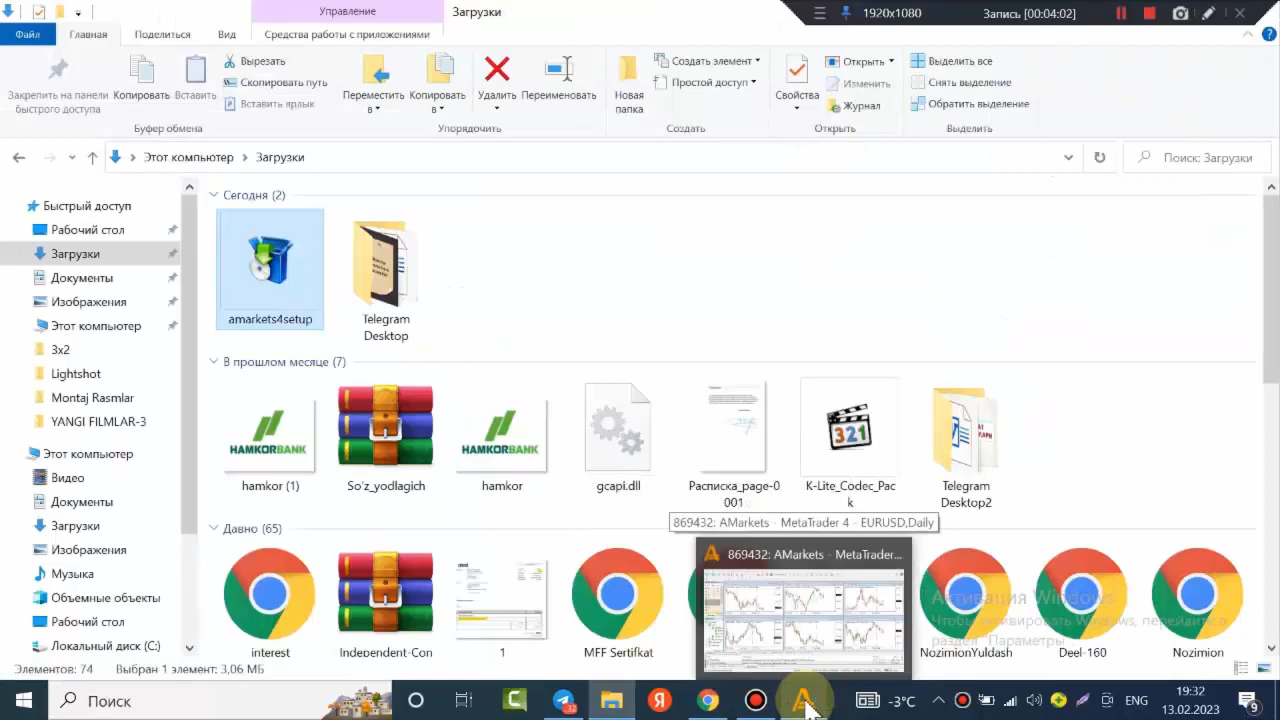 Управление
Загрузки
1920x1080
Запись [00:04:02]
Файл
Главная
Поделиться
Вид
Средства работы с приложениями
Закрепить на панели
быстрого доступа
Копировать
Вставить
Вырезать
Скопировать путь
Вставить ярлык
Буфер обмена
Переместить
в
Копировать
в
Удалить
Переименовать
Упорядочить
Новая
папка
Создать элемент
Простой доступ
Создать
Свойства
Открыть
Изменить
Журнал
Открыть
Выделить все
Снять выделение
Обратить выделение
Выделить
Этот компьютер
Загрузки
Поиск: Загрузки
Быстрый доступ
Рабочий стол
Загрузки
Документы
Изображения
Этот компьютер
3x2
Lightshot
Montaj Rasmlar
YANGI FILMLAR-3
Этот компьютер
Видео
Документы
Загрузки
Изображения
Музыка
Объемные объекты
Рабочий стол
Локальный диск (C:)
Сегодня (2)
amarkets4setup
Telegram
Desktop
В прошлом месяце (7)
HAMKORBANK
HAMKORBANK
321
hamkor (1)
So'z_yodlagich
hamkor
gcapi.dll
Расписка_page-0
001
K-Lite_Codec_Pac
k
Telegram
Desktop2
Давно (65)
869432: AMarkets - MetaTrader 4 - EURUSD,Daily
869432: AMarkets - MetaTrader...
interest
Independent-Con
1
MFF Sertifkat
NozimionYuldash
Deel-160
Nozimion
Активация Windows
Чтобы активировать Windows, перейдите в
раздел "Параметры".
Элементов: 74
Выбран 1 элемент: 3,06 МБ
Поиск
32
-3°C
ENG
19:32
13.02.2023
9